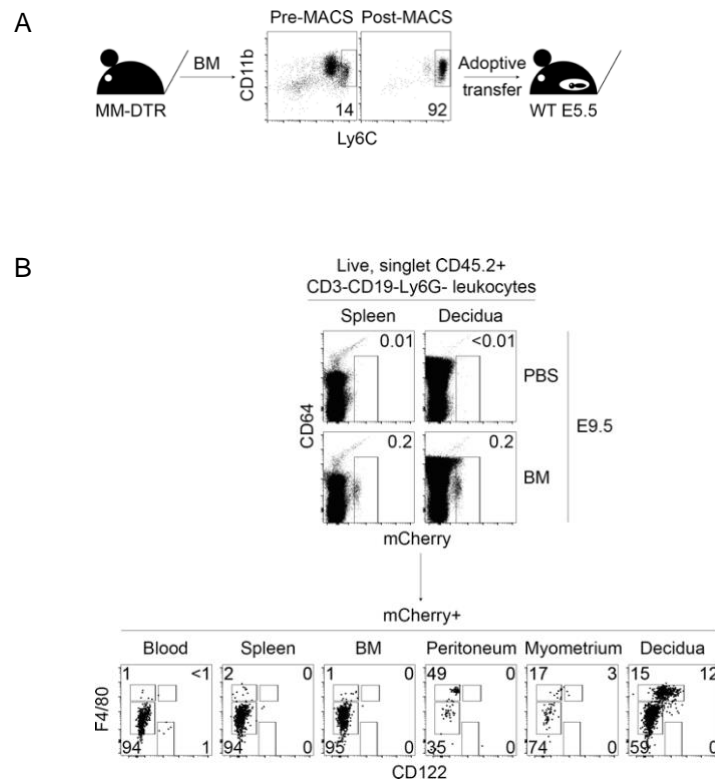 A
Pre-MACS Post-MACS
BM
CD11b
14
92
Adoptive
transfer
MM-DTR
WT E5.5
Ly6C
B
Live, singlet CD45.2+
CD3-CD19-Ly6G- leukocytes
Spleen Decidua
0.01 <0.01
PBS
CD64
E9.5
0.2 0.2
BM
mCherry
mCherry+
Blood Spleen BM Peritoneum Myometrium Decidua
1 <1 2 0 1 0 49 0 17 3 15 12
F4/80
94 1 94 0 95 0 35 0 74 0 59 0
CD122